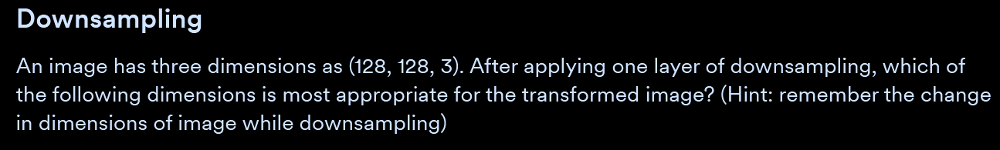 Downsampling
An image has three dimensions as (128, 128, 3). After applying one layer of downsampling, which of
the following dimensions is most appropriate for the transformed image? (Hint: remember the change
in dimensions of image while downsampling)